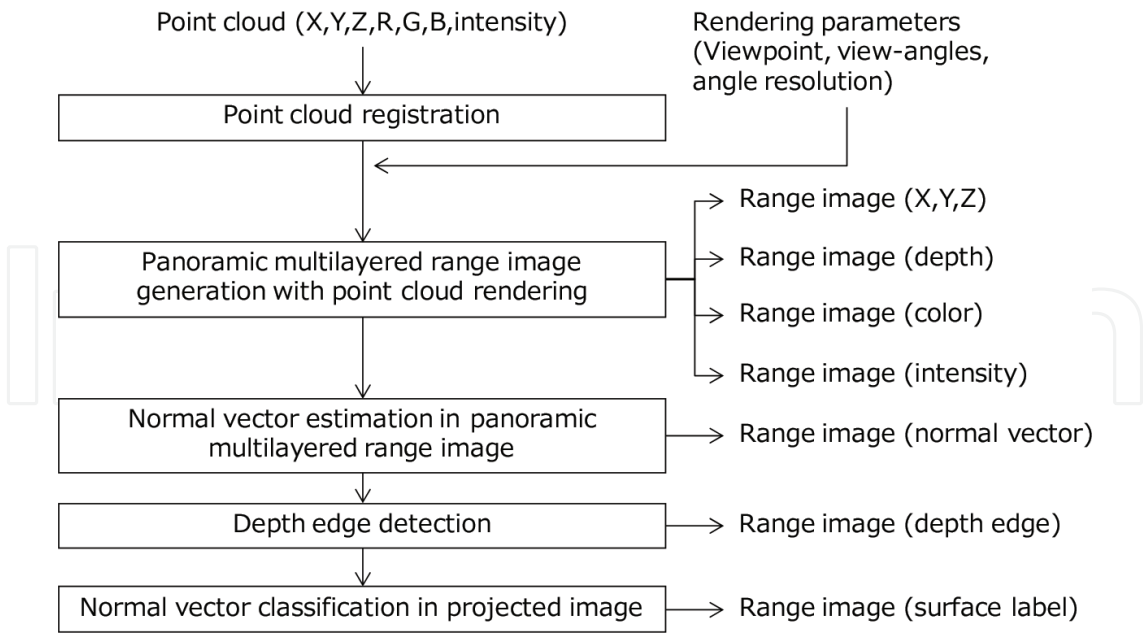 Point cloud (X,Y,Z,R,G,B,intensity)
Rendering parameters
(Viewpoint, view-angles,
angle resolution)
Point cloud registration
Panoramic multilayered range image
generation with point cloud rendering
Range image (X,Y,Z)
Range image (depth)
Range image (color)
Range image (intensity)
Normal vector estimation in panoramic
multilayered range image
Range image (normal vector)
Depth edge detection
Range image (depth edge)
Normal vector classification in projected image
Range image (surface label)